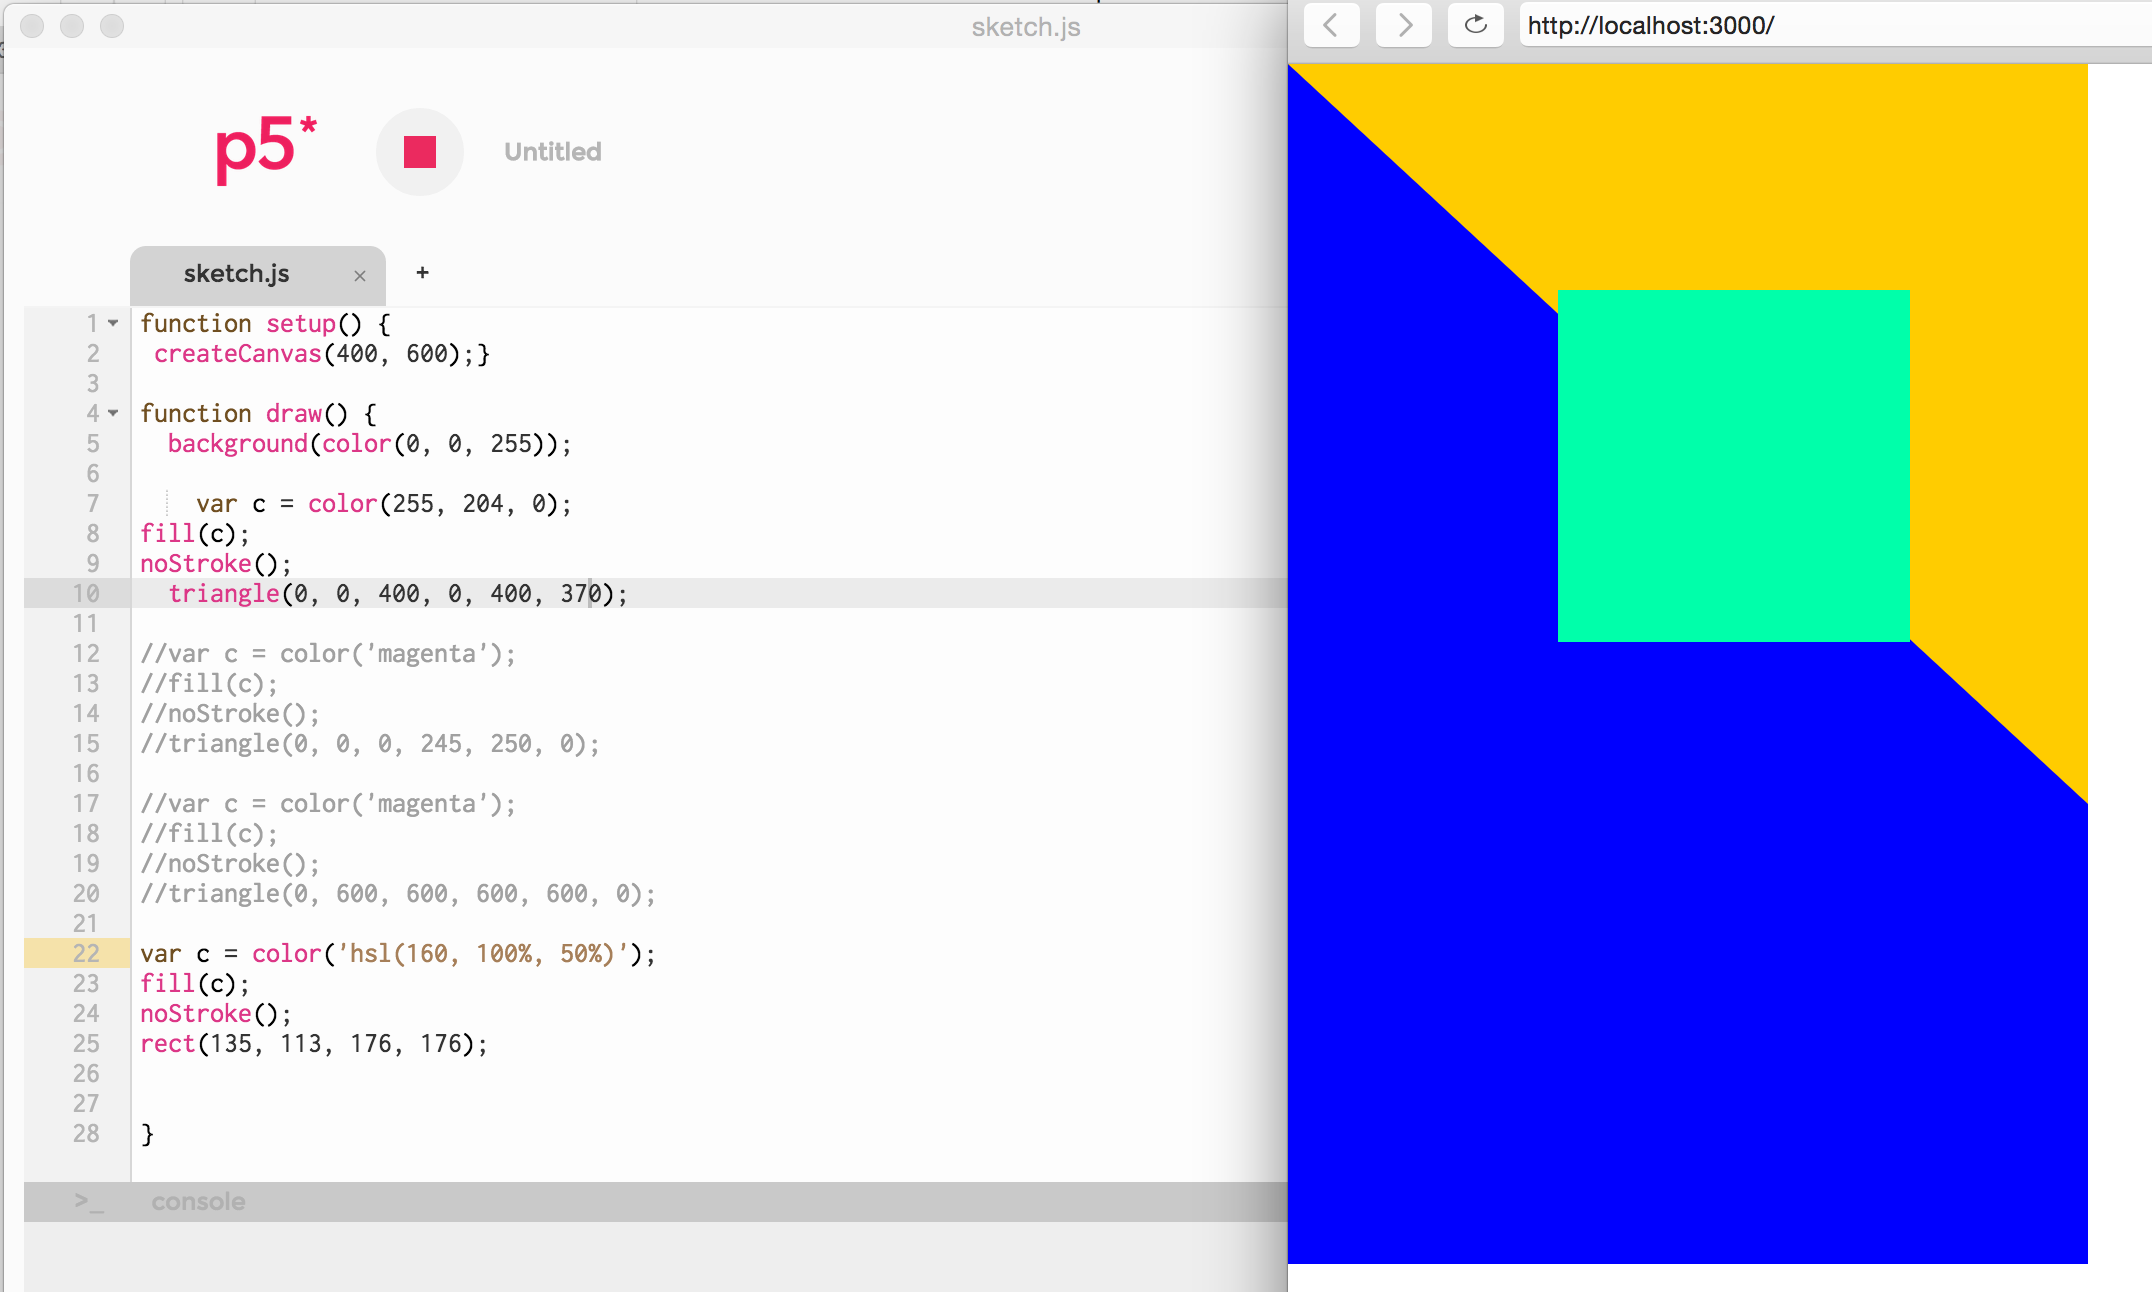 sketch.js
http://localhost:3000/
p5*
Untitled
sketch.js × +
1 function setup() {
2 createCanvas(400, 600);}
3
4 function draw() {
5 background(color(0, 0, 255));
6
7 var c = color(255, 204, 0);
8 fill(c);
9 noStroke();
10 triangle(0, 0, 400, 0, 400, 370);
11
12 //var c = color('magenta');
13 //fill(c);
14 //noStroke();
15 //triangle(0, 0, 0, 245, 250, 0);
16
17 //var c = color('magenta');
18 //fill(c);
19 //noStroke();
20 //triangle(0, 600, 600, 600, 600, 0);
21
22 var c = color('hsl(160, 100%, 50%)');
23 fill(c);
24 noStroke();
25 rect(135, 113, 176, 176);
26
27
28 }
>_ console